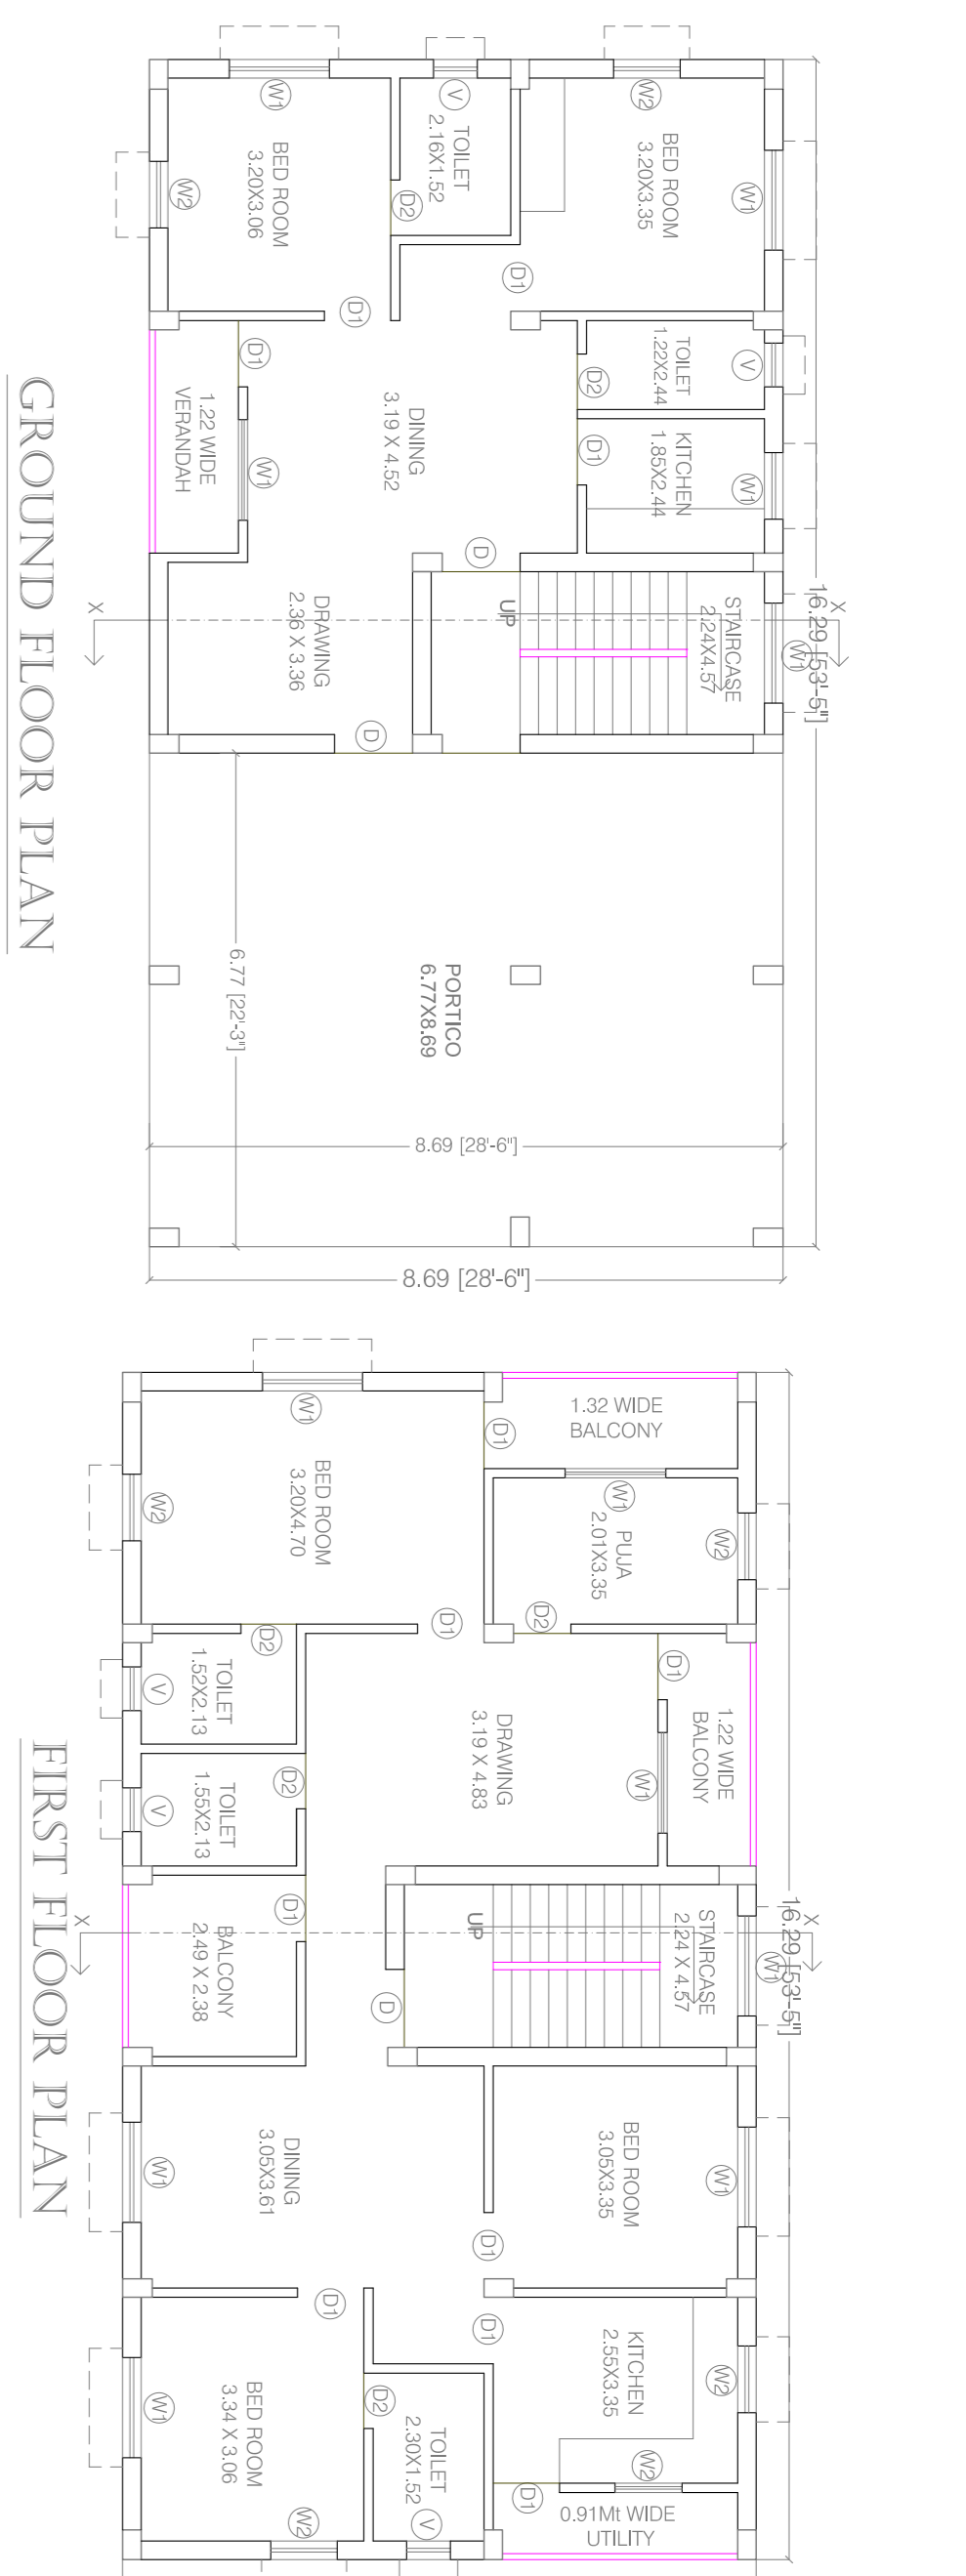 GROUND FLOOR PLAN
BED ROOM
3.20X3.06
W1
W2
TOILET
2.16X1.52
V
D2
BED ROOM
3.20X3.35
W2
W1
D1
D1
D1
1.22 WIDE
VERANDAH
W1
DINING
3.19 X 4.52
TOILET
1.22X2.44
V
D2
KITCHEN
1.85X2.44
W1
D1
D
DRAWING
2.36 X 3.36
D
UP
STAIRCASE
2.24X4.57
W1
X
X
16.29 [53'-5"]
PORTICO
6.77X8.69
6.77 [22'-3"]
8.69 [28'-6"]
8.69 [28'-6"]
FIRST FLOOR PLAN
BED ROOM
3.20X4.70
W1
W2
1.32 WIDE
BALCONY
D1
PUJA
2.01X3.35
W1
W2
D2
D1
TOILET
1.52X2.13
V
D2
TOILET
1.55X2.13
V
D2
DRAWING
3.19 X 4.83
W1
D1
1.22 WIDE
BALCONY
BALCONY
2.49 X 2.38
D1
D
UP
STAIRCASE
2.24 X 4.57
W1
X
X
16.29 [53'-5"]
DINING
3.05X3.61
W1
BED ROOM
3.05X3.35
W1
D1
D1
D1
BED ROOM
3.34 X 3.06
W1
W2
TOILET
2.30X1.52
D2
V
KITCHEN
2.55X3.35
W2
W2
D1
0.91Mt WIDE
UTILITY